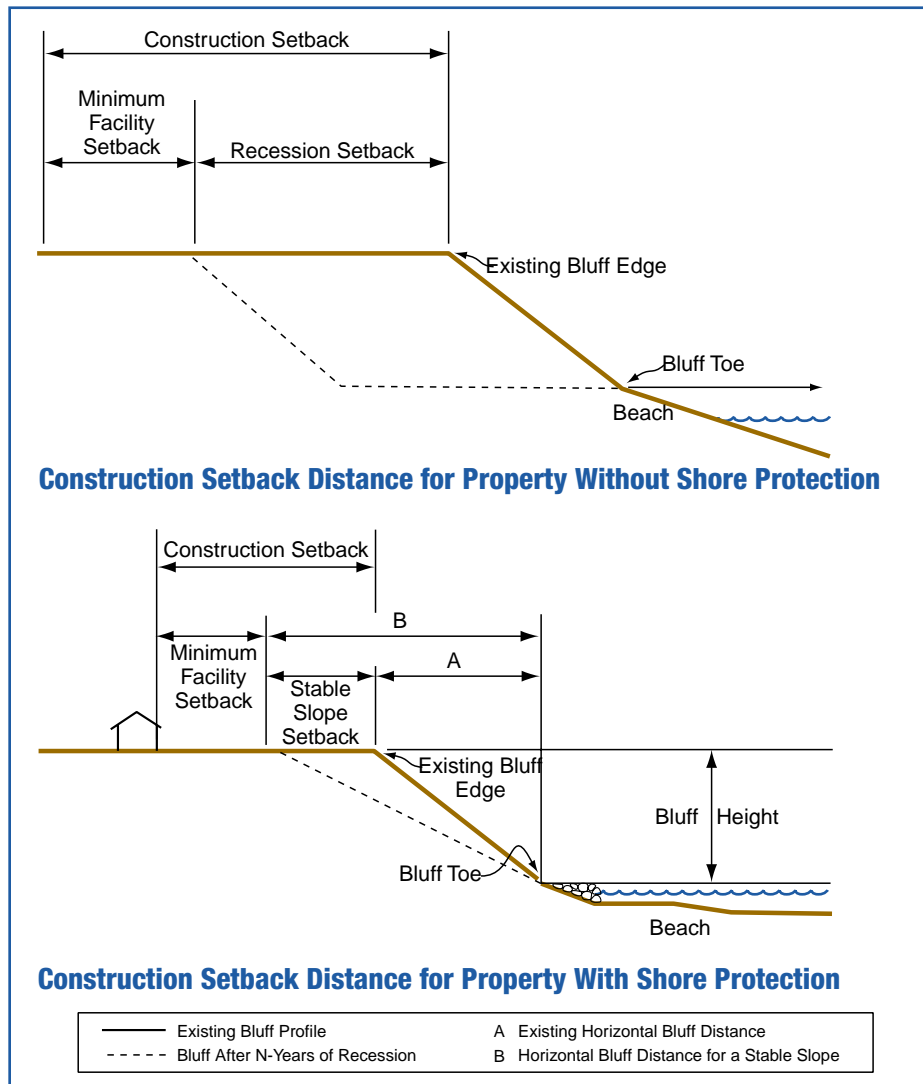 Construction Setback
Minimum
Facility
Setback
Recession Setback
Existing Bluff Edge
Bluff Toe
Beach
Construction Setback Distance for Property Without Shore Protection
Construction Setback
B
Minimum
Facility
Setback
A
Stable
Slope
Setback
Existing Bluff
Edge
Bluff Height
Bluff Toe
Beach
Construction Setback Distance for Property With Shore Protection
Existing Bluff Profile
A Existing Horizontal Bluff Distance
Bluff After N-Years of Recession
B Horizontal Bluff Distance for a Stable Slope